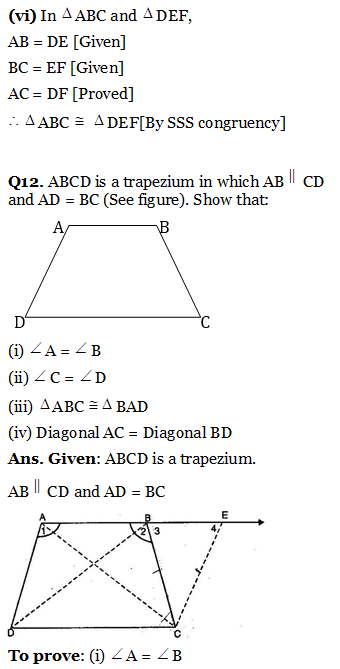 (vi) In Δ ABC and Δ DEF,
AB = DE [Given]
BC = EF [Given]
AC = DF [Proved]
∴ Δ ABC ≅ Δ DEF[By SSS congruency]
Q12. ABCD is a trapezium in which AB ∥ CD
and AD = BC (See figure). Show that:
A B
D C
(i) ∠A = ∠B
(ii) ∠C = ∠D
(iii) ΔABC ≅ Δ BAD
(iv) Diagonal AC = Diagonal BD
Ans. Given: ABCD is a trapezium.
AB ∥ CD and AD = BC
A B E
1 2 3 4
D C
To prove: (i) ∠A = ∠B